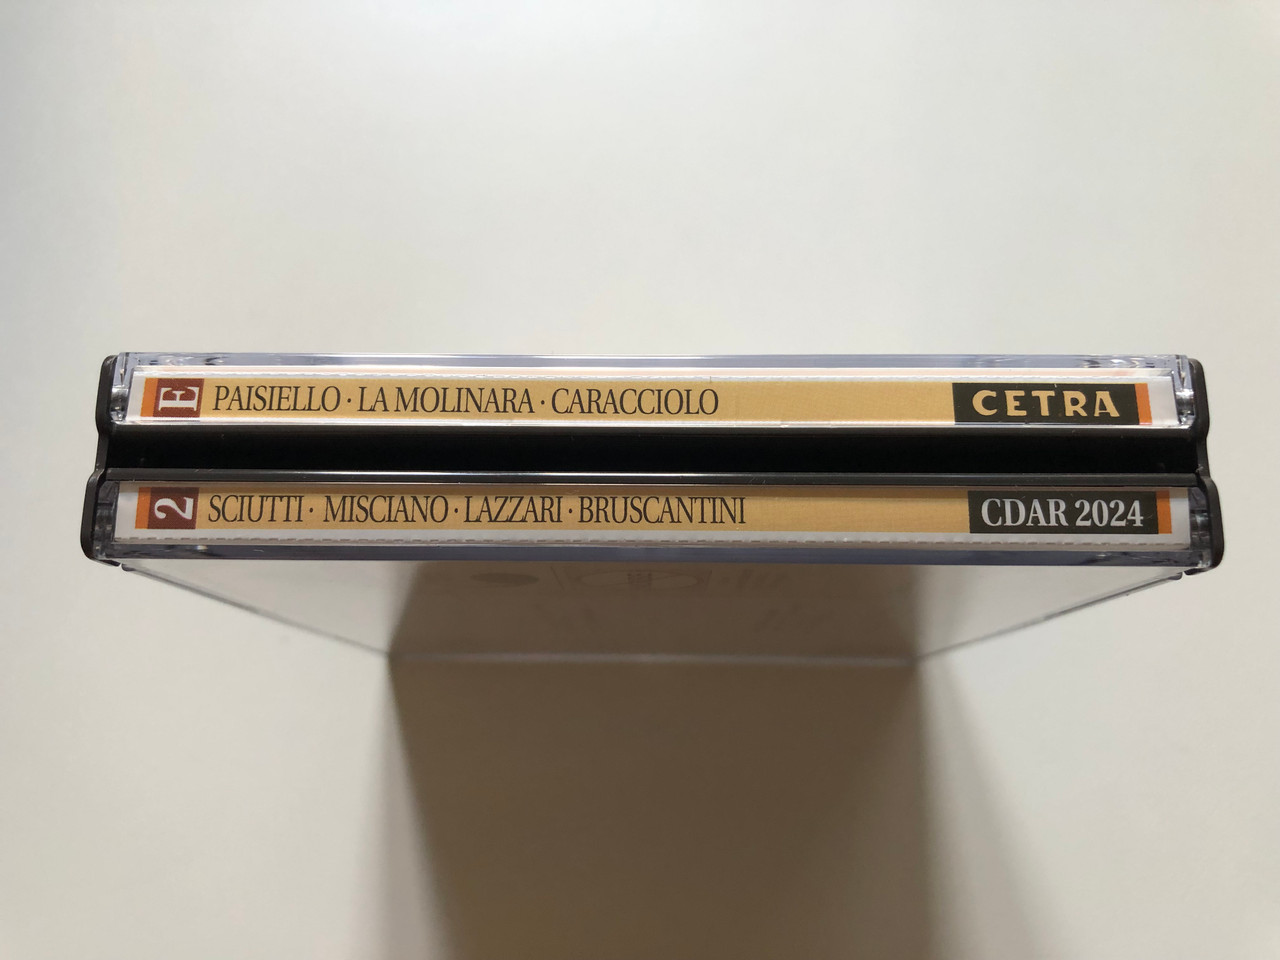 E PAISIELLO · LA MOLINARA · CARACCIOLO CETRA
2 SCIUTTI · MISCIANO · LAZZARI · BRUSCANTINI CDAR 2024